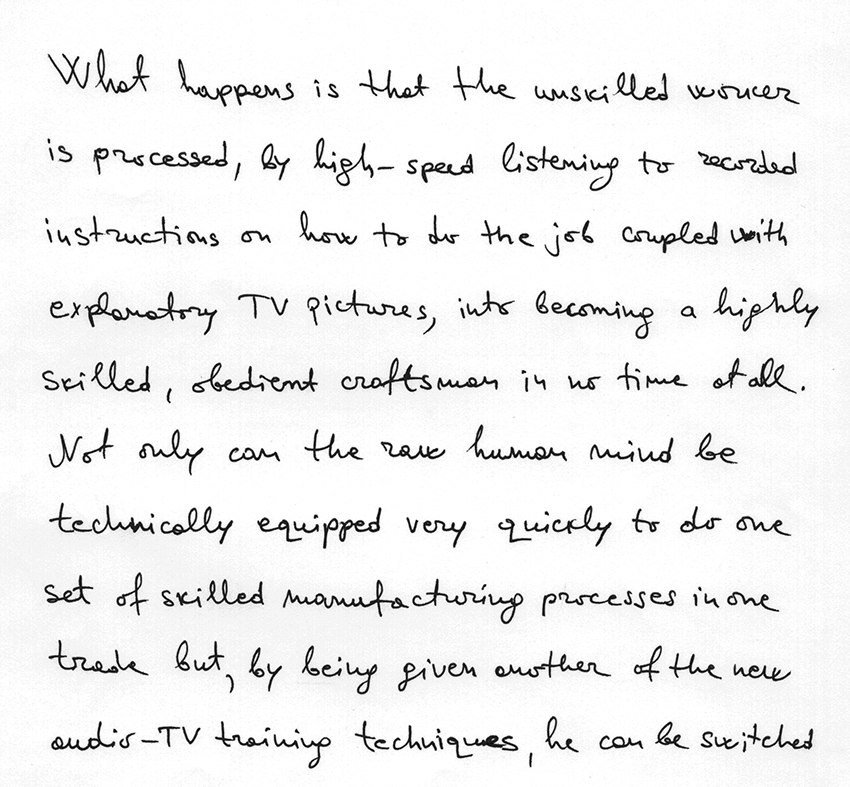 What happens is that the unskilled worker
is processed, by high-speed listening to recorded
instructions on how to do the job coupled with
explanatory TV pictures, into becoming a highly
skilled, obedient craftsman in no time at all.
Not only can the raw human mind be
technically equipped very quickly to do one
set of skilled manufacturing processes in one
trade but, by being given another of the new
audio-TV training techniques, he can be switched